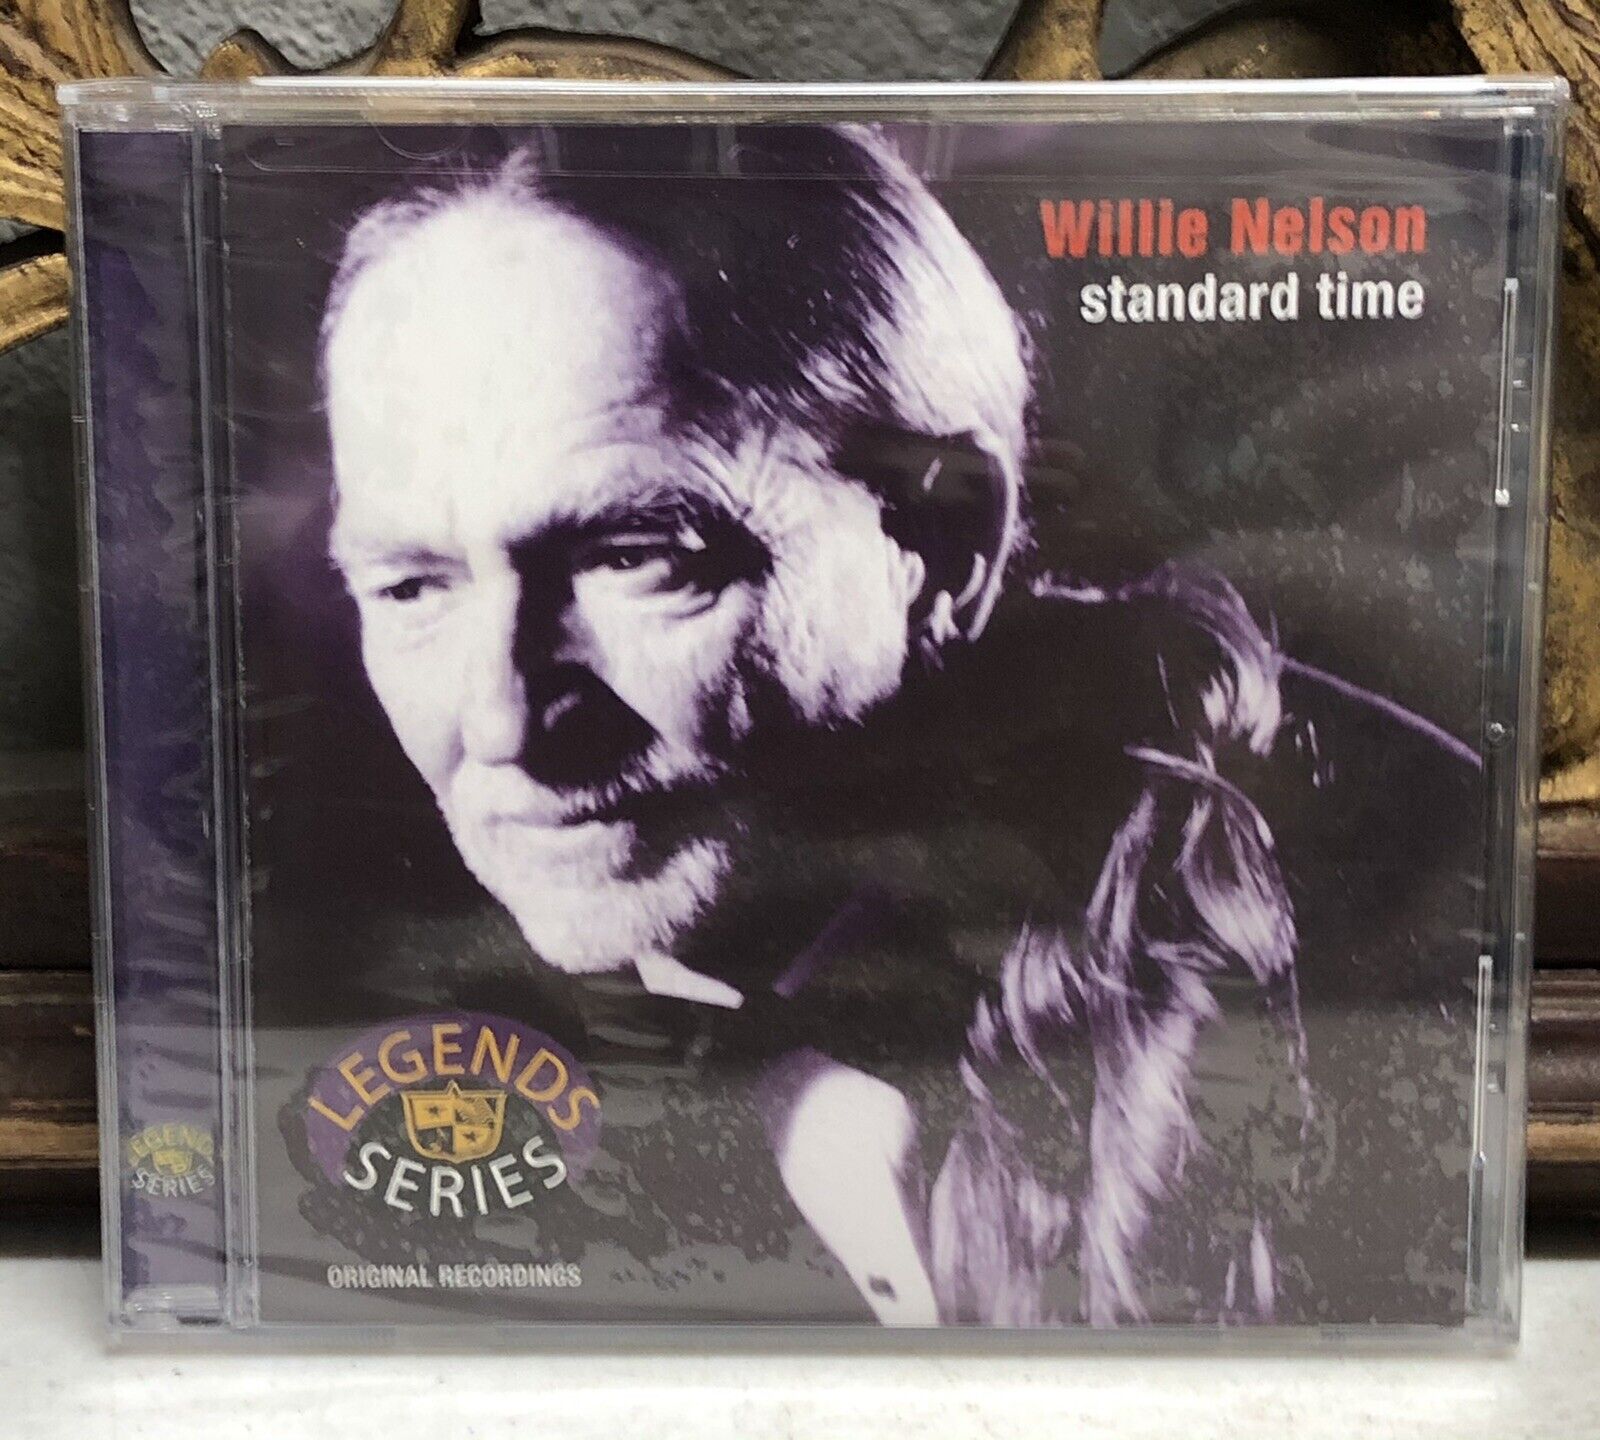 Willie Nelson
standard time
LEGENDS
SERIES
ORIGINAL RECORDINGS
LEGENDS
SERIES